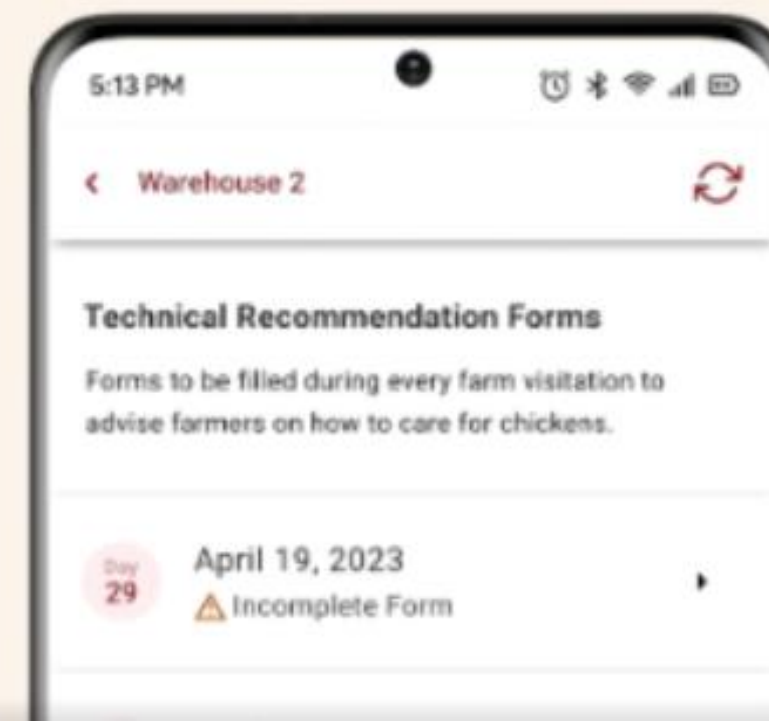 5:13 PM
Warehouse 2
Technical Recommendation Forms
Forms to be filled during every farm visitation to
advise farmers on how to care for chickens.
Day
29
April 19, 2023
Incomplete Form